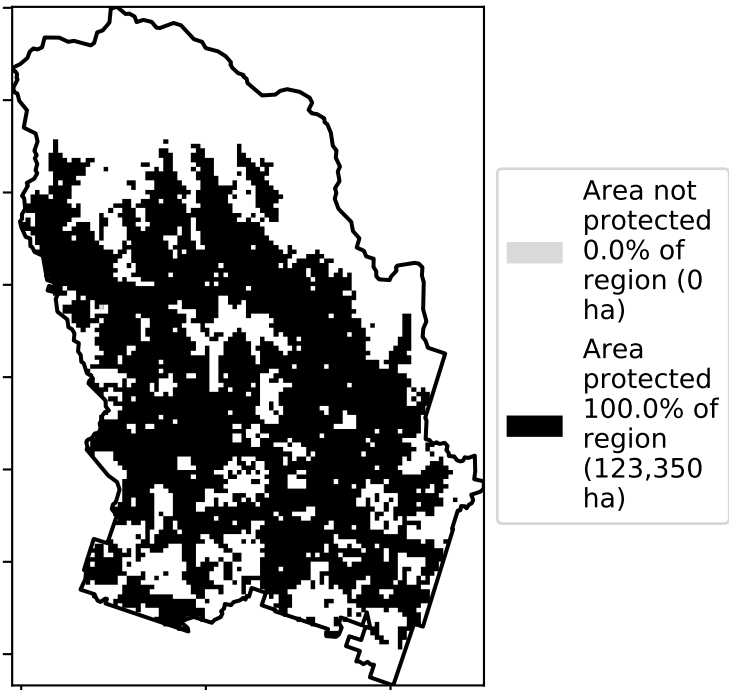 Area not
protected
0.0% of
region (0
ha)
Area
protected
100.0% of
region
(123,350
ha)